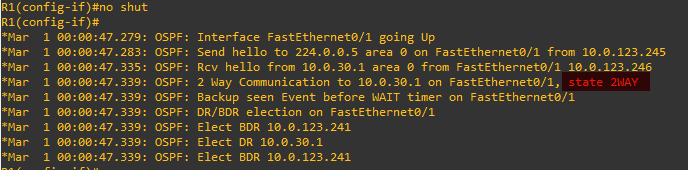 R1(config-if)#no shut
R1(config-if)#
*Mar  1 00:00:47.279: OSPF: Interface FastEthernet0/1 going Up
*Mar  1 00:00:47.283: OSPF: Send hello to 224.0.0.5 area 0 on FastEthernet0/1 from 10.0.123.245
*Mar  1 00:00:47.335: OSPF: Rcv hello from 10.0.30.1 area 0 from FastEthernet0/1 10.0.123.246
*Mar  1 00:00:47.339: OSPF: 2 Way Communication to 10.0.30.1 on FastEthernet0/1, state 2WAY
*Mar  1 00:00:47.339: OSPF: Backup seen Event before WAIT timer on FastEthernet0/1
*Mar  1 00:00:47.339: OSPF: DR/BDR election on FastEthernet0/1
*Mar  1 00:00:47.339: OSPF: Elect BDR 10.0.123.241
*Mar  1 00:00:47.339: OSPF: Elect DR 10.0.30.1
*Mar  1 00:00:47.339: OSPF: Elect BDR 10.0.123.241
R1(config-if)#